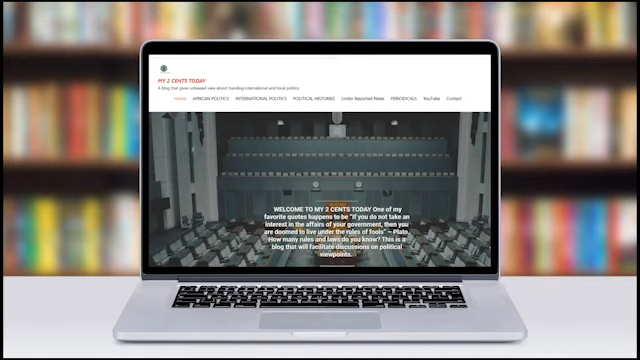 MY 2 CENTS TODAY
A blog that gives unbiased view about trending international and local politics
Home AFRICAN POLITICS INTERNATIONAL POLITICS POLITICAL HISTORIES Under Reported News PERIODICALS YouTube Contact
WELCOME TO MY 2 CENTS TODAY One of my
favorite quotes happens to be "If you do not take an
interest in the affairs of your government, then you
are doomed to live under the rules of fools" – Plato.
How many rules and laws do you know? This is a
blog that will facilitate discussions on political
viewpoints.